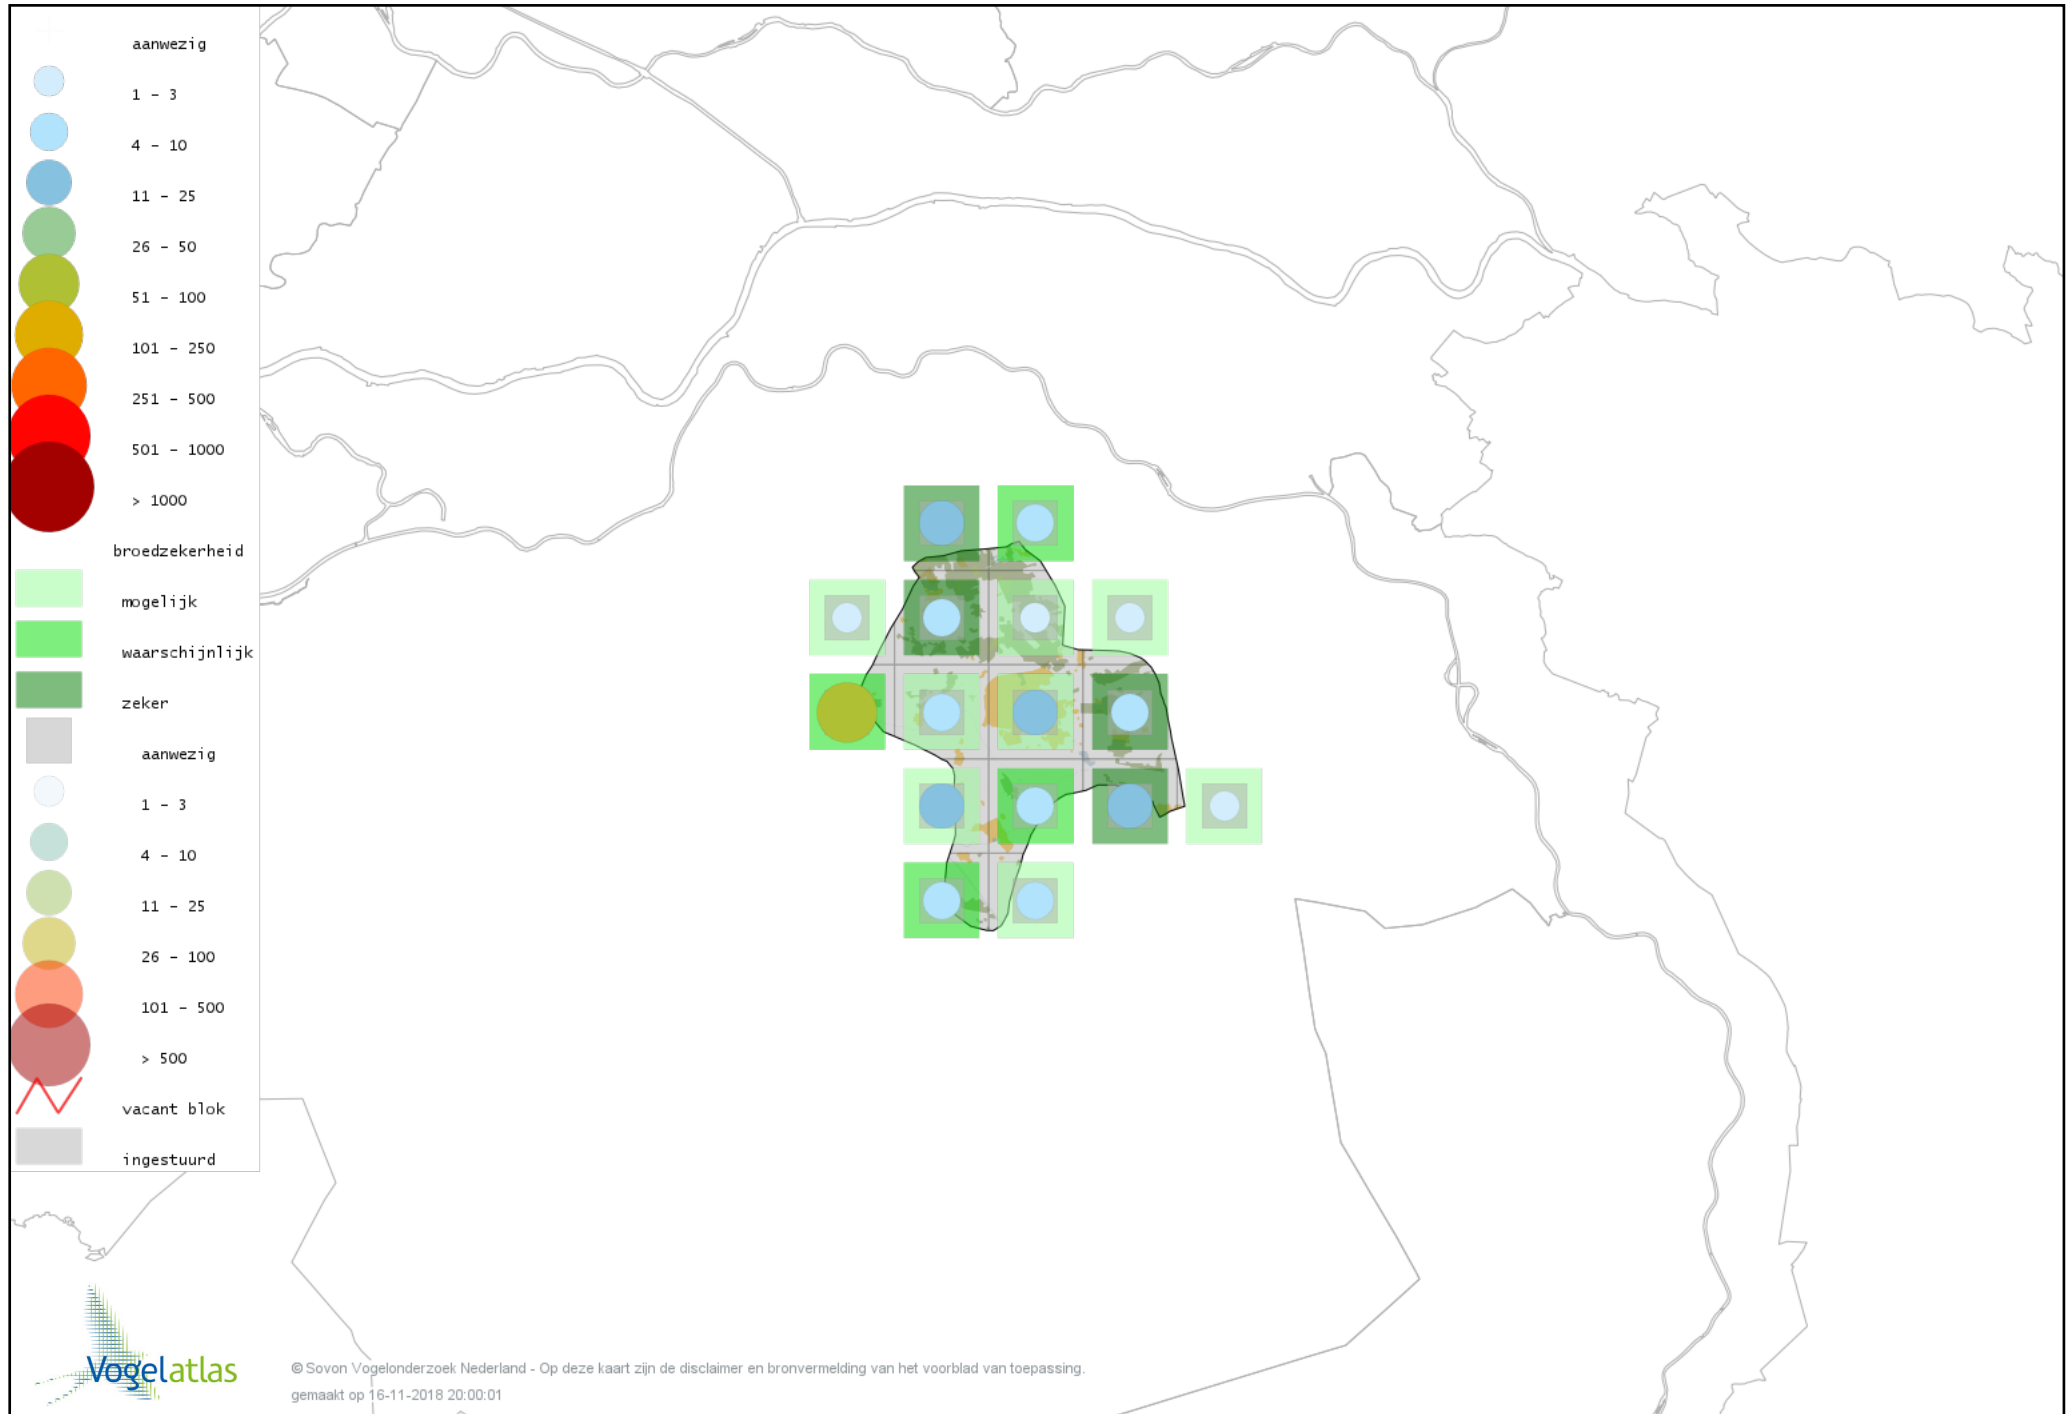 aanwezig
1 - 3
4 - 10
11 - 25
26 - 50
51 - 100
101 - 250
251 - 500
501 - 1000
> 1000
broedzekerheid
mogelijk
waarschijnlijk
zeker
aanwezig
1 - 3
4 - 10
11 - 25
26 - 100
101 - 500
> 500
vacant blok
ingestuurd
Vogelatlas
© Sovon Vogelonderzoek Nederland - Op deze kaart zijn de disclaimer en bronvermelding van het voorblad van toepassing.
gemaakt op 16-11-2018 20:00:01